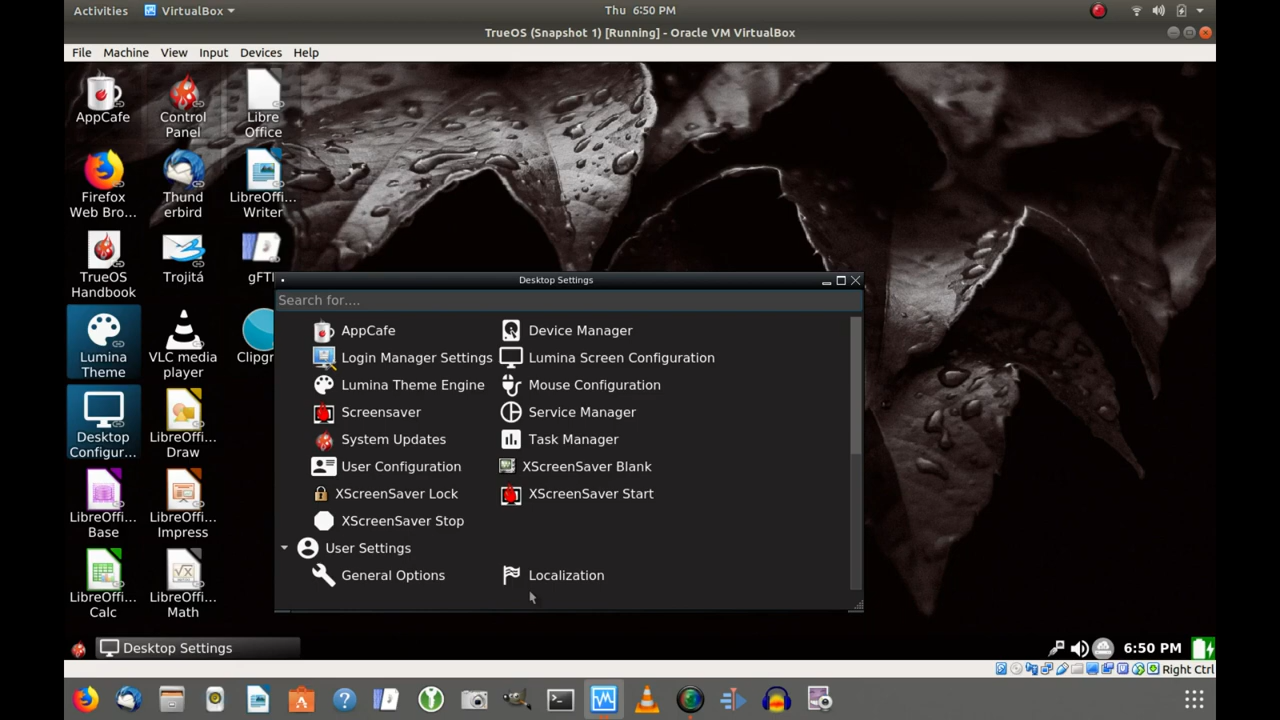 Activities
VirtualBox
Thu 6:50 PM
TrueOS (Snapshot 1) [Running] - Oracle VM VirtualBox
File Machine View Input Devices Help
AppCafe
Control
Panel
Libre
Office
Firefox
Web Bro...
Thund
erbird
LibreOffi...
Writer
TrueOS
Handbook
Trojitá
gFT
Lumina
Theme
VLC media
player
Clipgr
Desktop
Configur...
LibreOffi...
Draw
LibreOffi...
Base
LibreOffi...
Impress
LibreOffi...
Calc
LibreOffi...
Math
Desktop Settings
Search for....
AppCafe
Device Manager
Login Manager Settings
Lumina Screen Configuration
Lumina Theme Engine
Mouse Configuration
Screensaver
Service Manager
System Updates
Task Manager
User Configuration
XScreenSaver Blank
XScreenSaver Lock
XScreenSaver Start
XScreenSaver Stop
User Settings
General Options
Localization
Desktop Settings
6:50 PM
Right Ctrl